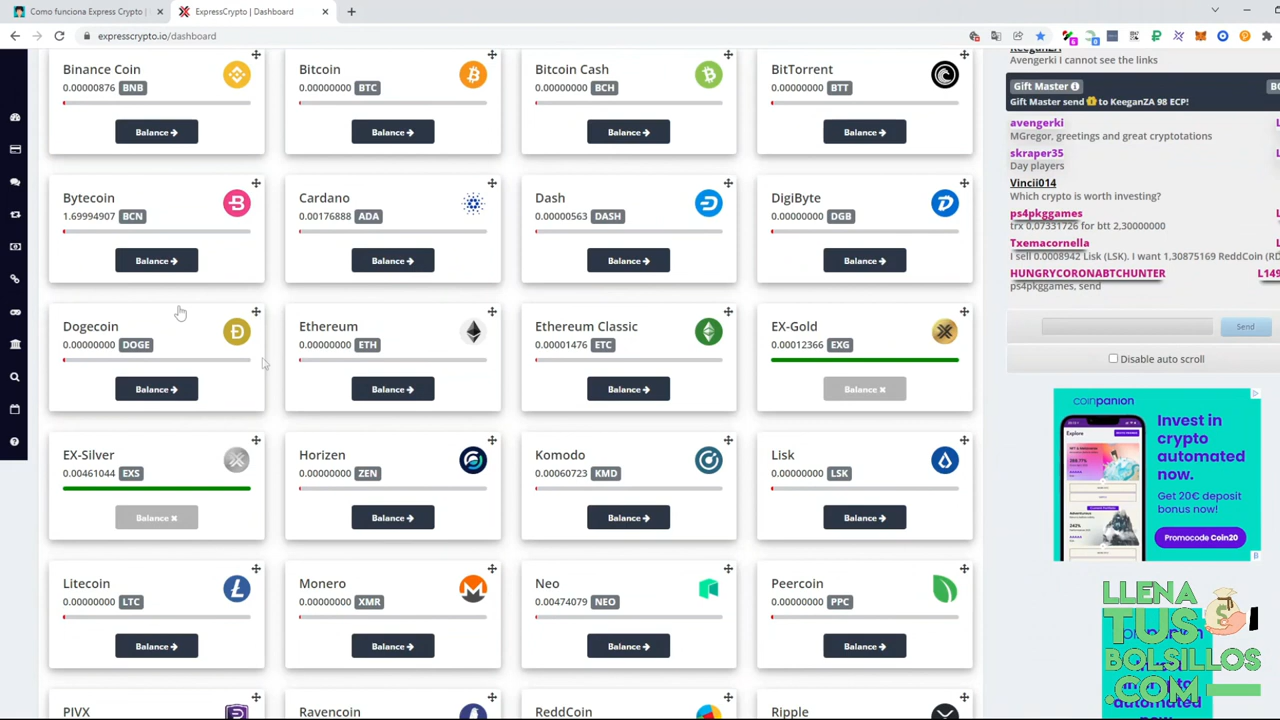 Como funciona Express Crypto |
ExpressCrypto | Dashboard
expresscrypto.io/dashboard
Binance Coin
0.00000876 BNB
Balance
Bitcoin
0.00000000 BTC
Balance
Bitcoin Cash
0.00000000 BCH
Balance
BitTorrent
0.00000000 BTT
Balance
Bytecoin
1.69994907 BCN
Balance
Cardano
0.00176888 ADA
Balance
Dash
0.00000563 DASH
Balance
DigiByte
0.00000000 DGB
Balance
Dogecoin
0.00000000 DOGE
Balance
Ethereum
0.00000000 ETH
Balance
Ethereum Classic
0.00001476 ETC
Balance
EX-Gold
0.00012366 EXG
Balance
EX-Silver
0.00461044 EXS
Balance
Horizen
0.00000000 ZEN
Balance
Komodo
0.00060723 KMD
Balance
Lisk
0.00000000 LSK
Balance
Litecoin
0.00000000 LTC
Balance
Monero
0.00000000 XMR
Balance
Neo
0.00474079 NEO
Balance
Peercoin
0.00000000 PPC
Balance
PIVX
Ravencoin
ReddCoin
Ripple
Avengerki I cannot see the links
Gift Master
Gift Master send to KeeganZA 98 ECP!
avengerki
MGregor, greetings and great cryptotations
skraper35
Day players
Vincii014
Which crypto is worth investing?
ps4pkggames
trx 0,07331726 for btt 2,30000000
Txemacornella
I sell 0.0008942 Lisk (LSK). I want 1,30875169 ReddCoin (RD
HUNGRYCORONABTCHUNTER L149
ps4pkggames, send
Send
Disable auto scroll
coinpanion
Invest in
crypto
automated
now.
Get 20€ deposit
bonus now!
Promocode Coin20
LLENA
TUS
BOLSILLOS
.COM